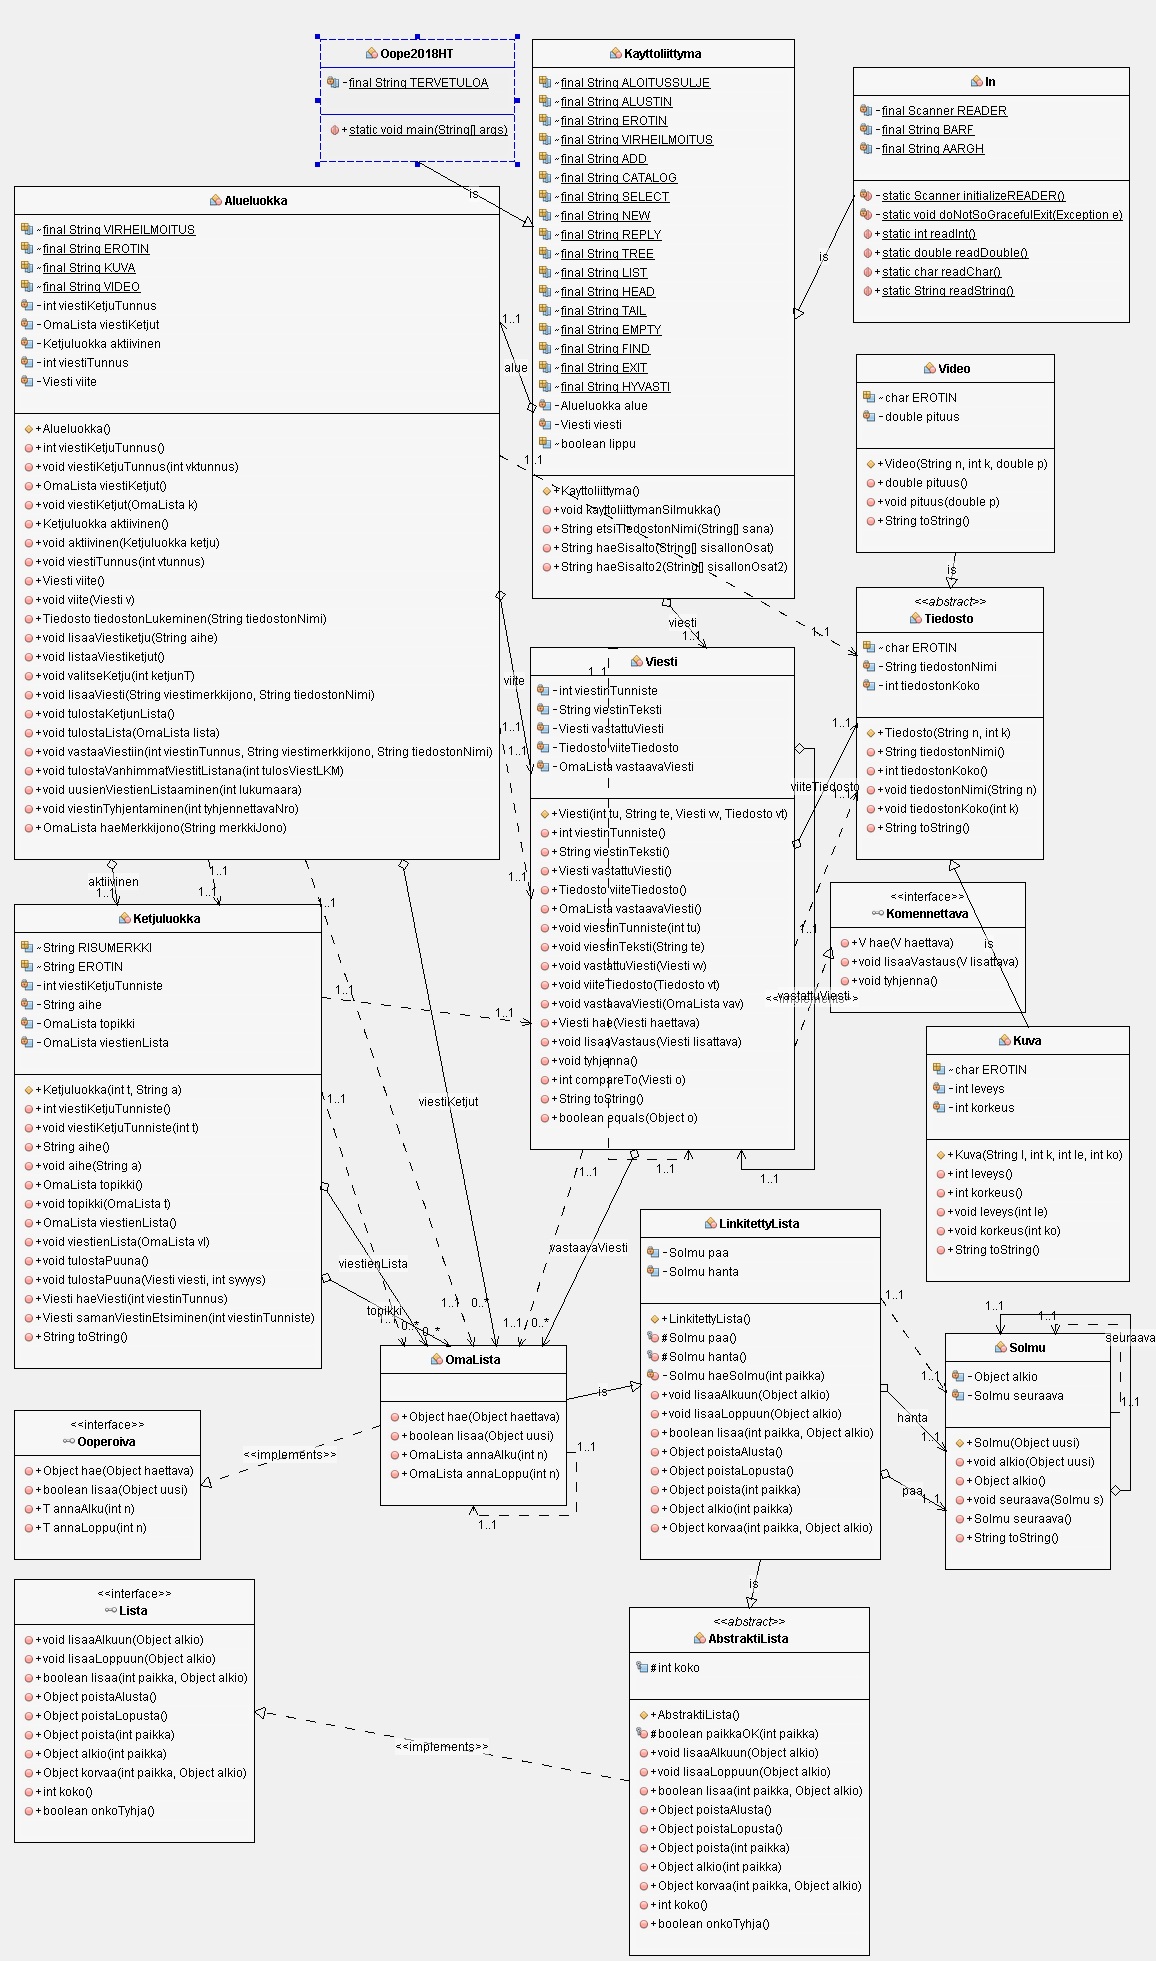 Oope2018HT
-final String TERVETULOA
+static void main(String[] args)
is
Kayttoliittyma
~final String ALOITUSSULJE
~final String ALUSTIN
~final String EROTIN
~final String VIRHEILMOITUS
~final String ADD
~final String CATALOG
~final String SELECT
~final String NEW
~final String REPLY
~final String TREE
~final String LIST
~final String HEAD
~final String TAIL
~final String EMPTY
~final String FIND
~final String EXIT
~final String HYVASTI
-Alueluokka alue
-Viesti viesti
~boolean lippu
+Kayttoliittyma()
+void kayttoliittymanSilmukka()
+String etsiTiedostonNimi(String[] sana)
+String haeSisalto(String[] sisallonOsat)
+String haeSisalto2(String[] sisallonOsat2)
In
-final Scanner READER
-final String BARF
-final String AARGH
-static Scanner initializeREADER()
-static void doNotSoGracefulExit(Exception e)
+static int readInt()
+static double readDouble()
+static char readChar()
+static String readString()
is
Alueluokka
~final String VIRHEILMOITUS
~final String EROTIN
~final String KUVA
~final String VIDEO
-int viestiKetjuTunnus
-OmaLista viestiKetjut
-Ketjuluokka aktiivinen
-int viestiTunnus
-Viesti viite
+Alueluokka()
+int viestiKetjuTunnus()
+void viestiKetjuTunnus(int vktunnus)
+OmaLista viestiKetjut()
+void viestiKetjut(OmaLista k)
+Ketjuluokka aktiivinen()
+void aktiivinen(Ketjuluokka ketju)
+void viestiTunnus(int vtunnus)
+Viesti viite()
+void viite(Viesti v)
+Tiedosto tiedostonLukeminen(String tiedostonNimi)
+void lisaaViestiketju(String aihe)
+void listaaViestiketjut()
+void valitseKetju(int ketjunT)
+void lisaaViesti(String viestimerkkijono, String tiedostonNimi)
+void tulostaKetjunLista()
+void tulostaLista(OmaLista lista)
+void vastaaViestiin(int viestinTunnus, String viestimerkkijono, String tiedostonNimi)
+void tulostaVanhimmatViestitListana(int tulosViestLKM)
+void uusienViestienListaaminen(int lukumaara)
+void viestinTyhjentaminen(int tyhjennettavaNro)
+OmaLista haeMerkkijono(String merkkiJono)
1..1
alue
1..1
1..1
viesti
1..1
viite
1..1
1..1
1..1
Video
~char EROTIN
-double pituus
+Video(String n, int k, double p)
+double pituus()
+void pituus(double p)
+String toString()
is
<<abstract>>
Tiedosto
~char EROTIN
-String tiedostonNimi
-int tiedostonKoko
+Tiedosto(String n, int k)
+String tiedostonNimi()
+int tiedostonKoko()
+void tiedostonNimi(String n)
+void tiedostonKoko(int k)
+String toString()
Viesti
1..1
-int viestinTunniste
-String viestinTeksti
-Viesti vastattuViesti
-Tiedosto viiteTiedosto
-OmaLista vastaavaViesti
+Viesti(int tu, String te, Viesti vv, Tiedosto vt)
+int viestinTunniste()
+String viestinTeksti()
+Viesti vastattuViesti()
+Tiedosto viiteTiedosto()
+OmaLista vastaavaViesti()
+void viestinTunniste(int tu)
+void viestinTeksti(String te)
+void vastattuViesti(Viesti vv)
+void viiteTiedosto(Tiedosto vt)
+void vastaavaViesti(OmaLista vav)
+Viesti hae(Viesti haettava)
+void lisaaVastaus(Viesti lisattava)
+void tyhjenna()
+int compareTo(Viesti o)
+String toString()
+boolean equals(Object o)
1..1
viiteTiedosto
1..1
1..1
<<implements>>
vastattuViesti
1..1
1..1
<<interface>>
Komennettava
+V hae(V haettava)
+void lisaaVastaus(V lisattava)
+void tyhjenna()
is
Kuva
~char EROTIN
-int leveys
-int korkeus
+Kuva(String l, int k, int le, int ko)
+int leveys()
+int korkeus()
+void leveys(int le)
+void korkeus(int ko)
+String toString()
aktiivinen
1..1
1..1
1..1
1..1
Ketjuluokka
~String RISUMERKKI
~String EROTIN
-int viestiKetjuTunniste
-String aihe
-OmaLista topikki
-OmaLista viestienLista
+Ketjuluokka(int t, String a)
+int viestiKetjuTunniste()
+void viestiKetjuTunniste(int t)
+String aihe()
+void aihe(String a)
+OmaLista topikki()
+void topikki(OmaLista t)
+OmaLista viestienLista()
+void viestienLista(OmaLista vl)
+void tulostaPuuna()
+void tulostaPuuna(Viesti viesti, int syvyys)
+Viesti haeViesti(int viestinTunnus)
+Viesti samanViestinEtsiminen(int viestinTunniste)
+String toString()
1..1
1..1
1..1
viestiKetjut
1..1
vastaavaViesti
viestienLista
topikki
1..1
0..*
0..*
1..1
0..*
1..1
0..*
OmaLista
+Object hae(Object haettava)
+boolean lisaa(Object uusi)
+OmaLista annaAlku(int n)
+OmaLista annaLoppu(int n)
is
1..1
1..1
<<implements>>
<<interface>>
Ooperoiva
+Object hae(Object haettava)
+boolean lisaa(Object uusi)
+T annaAlku(int n)
+T annaLoppu(int n)
LinkitettyLista
-Solmu paa
-Solmu hanta
+LinkitettyLista()
#Solmu paa()
#Solmu hanta()
-Solmu haeSolmu(int paikka)
+void lisaaAlkuun(Object alkio)
+void lisaaLoppuun(Object alkio)
+boolean lisaa(int paikka, Object alkio)
+Object poistaAlusta()
+Object poistaLopusta()
+Object poista(int paikka)
+Object alkio(int paikka)
+Object korvaa(int paikka, Object alkio)
1..1
1..1
hanta
1..1
paa
1..1
Solmu
-Object alkio
-Solmu seuraava
+Solmu(Object uusi)
+void alkio(Object uusi)
+Object alkio()
+void seuraava(Solmu s)
+Solmu seuraava()
+String toString()
1..1
1..1
seuraava
1..1
is
<<interface>>
Lista
+void lisaaAlkuun(Object alkio)
+void lisaaLoppuun(Object alkio)
+boolean lisaa(int paikka, Object alkio)
+Object poistaAlusta()
+Object poistaLopusta()
+Object poista(int paikka)
+Object alkio(int paikka)
+Object korvaa(int paikka, Object alkio)
+int koko()
+boolean onkoTyhja()
<<implements>>
<<abstract>>
AbstraktiLista
#int koko
+AbstraktiLista()
#boolean paikkaOK(int paikka)
+void lisaaAlkuun(Object alkio)
+void lisaaLoppuun(Object alkio)
+boolean lisaa(int paikka, Object alkio)
+Object poistaAlusta()
+Object poistaLopusta()
+Object poista(int paikka)
+Object alkio(int paikka)
+Object korvaa(int paikka, Object alkio)
+int koko()
+boolean onkoTyhja()